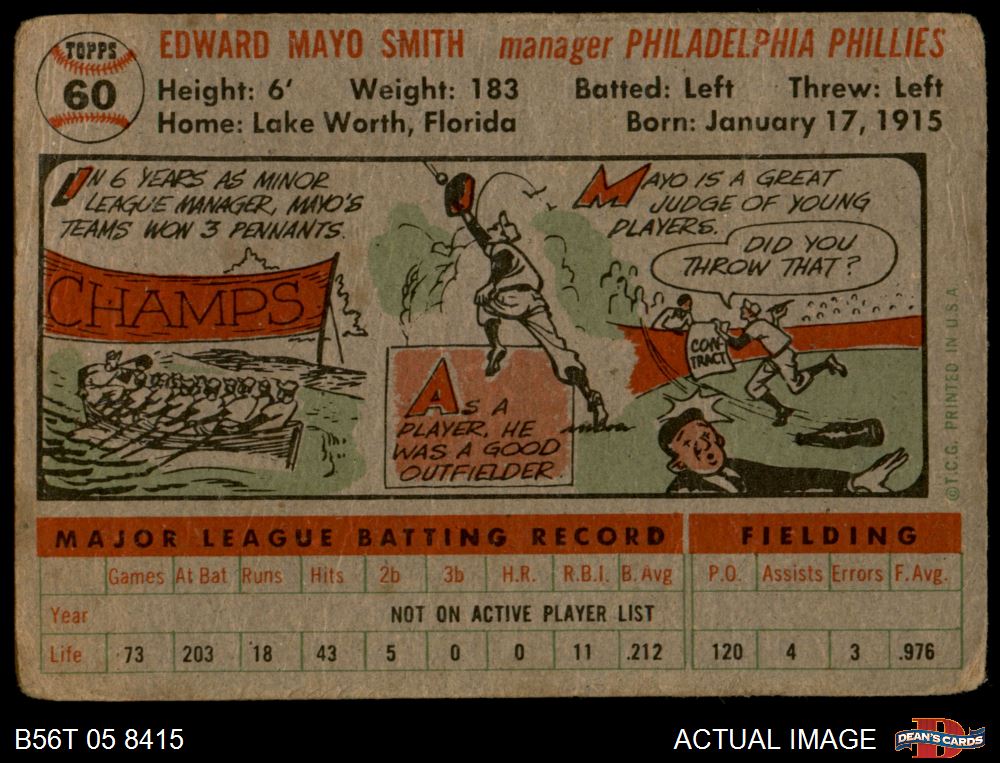 TOPPS
60
EDWARD MAYO SMITH manager PHILADELPHIA PHILLIES
Height: 6' Weight: 183 Batted: Left Threw: Left
Home: Lake Worth, Florida Born: January 17, 1915
IN 6 YEARS AS MINOR
LEAGUE MANAGER, MAYO'S
TEAMS WON 3 PENNANTS.
CHAMPS
AS A
PLAYER, HE
WAS A GOOD
OUTFIELDER
MAYO IS A GREAT
JUDGE OF YOUNG
PLAYERS.
DID YOU
THROW THAT?
CON-
TRACT
© T.C.G. PRINTED IN U.S.A.
MAJOR LEAGUE BATTING RECORD FIELDING
Games At Bat Runs Hits 2b 3b H.R. R.B.I. B. Avg P.O. Assists Errors F. Avg.
Year NOT ON ACTIVE PLAYER LIST
Life 73 203 18 43 5 0 0 11 .212 120 4 3 .976
B56T 05 8415 ACTUAL IMAGE
DEAN'S CARDS